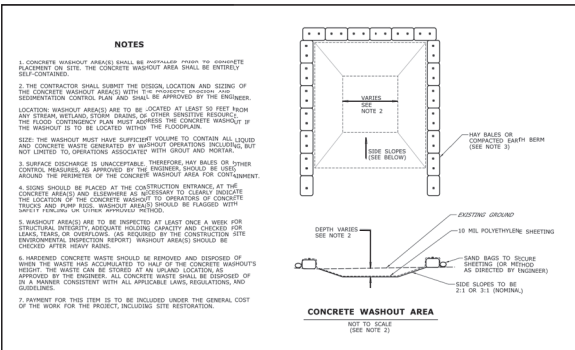 NOTES
1. CONCRETE WASHOUT AREA(S) SHALL BE INSTALLED PRIOR TO CONCRETE
PLACEMENT ON SITE. THE CONCRETE WASHOUT AREA SHALL BE ENTIRELY
SELF-CONTAINED.
2. THE CONTRACTOR SHALL SUBMIT THE DESIGN, LOCATION AND SIZING OF
THE CONCRETE WASHOUT AREA(S) WITH THE PROJECT'S EROSION AND
SEDIMENTATION CONTROL PLAN AND SHALL BE APPROVED BY THE ENGINEER.
LOCATION: WASHOUT AREA(S) ARE TO BE LOCATED AT LEAST 50 FEET FROM
ANY STREAM, WETLAND, STORM DRAINS, OR OTHER SENSITIVE RESOURCE.
THE FLOOD CONTINGENCY PLAN MUST ADDRESS THE CONCRETE WASHOUT IF
THE WASHOUT IS TO BE LOCATED WITHIN THE FLOODPLAIN.
SIZE: THE WASHOUT MUST HAVE SUFFICIENT VOLUME TO CONTAIN ALL LIQUID
AND CONCRETE WASTE GENERATED BY WASHOUT OPERATIONS INCLUDING, BUT
NOT LIMITED TO, OPERATIONS ASSOCIATED WITH GROUT AND MORTAR.
3. SURFACE DISCHARGE IS UNACCEPTABLE. THEREFORE, HAY BALES OR OTHER
CONTROL MEASURES, AS APPROVED BY THE ENGINEER, SHOULD BE USED
AROUND THE PERIMETER OF THE CONCRETE WASHOUT AREA FOR CONTAINMENT.
4. SIGNS SHOULD BE PLACED AT THE CONSTRUCTION ENTRANCE, AT THE
CONCRETE AREA(S) AND ELSEWHERE AS NECESSARY TO CLEARLY INDICATE
THE LOCATION OF THE CONCRETE WASHOUT TO OPERATORS OF CONCRETE
TRUCKS AND PUMP RIGS. WASHOUT AREA(S) SHOULD BE FLAGGED WITH
SAFETY FENCING OR OTHER APPROVED METHOD.
5. WASHOUT AREA(S) ARE TO BE INSPECTED AT LEAST ONCE A WEEK FOR
STRUCTURAL INTEGRITY, ADEQUATE HOLDING CAPACITY AND CHECKED FOR
LEAKS, TEARS, OR OVERFLOWS. (AS REQUIRED BY THE CONSTRUCTION SITE
ENVIRONMENTAL INSPECTION REPORT) WASHOUT AREA(S) SHOULD BE
CHECKED AFTER HEAVY RAINS.
6. HARDENED CONCRETE WASTE SHOULD BE REMOVED AND DISPOSED OF
WHEN THE WASTE HAS ACCUMULATED TO HALF OF THE CONCRETE WASHOUT'S
HEIGHT. THE WASTE CAN BE STORED AT AN UPLAND LOCATION, AS
APPROVED BY THE ENGINEER. ALL CONCRETE WASTE SHALL BE DISPOSED OF
IN A MANNER CONSISTENT WITH ALL APPLICABLE LAWS, REGULATIONS, AND
GUIDELINES.
7. PAYMENT FOR THIS ITEM IS TO BE INCLUDED UNDER THE GENERAL COST
OF THE WORK FOR THE PROJECT, INCLUDING SITE RESTORATION.
VARIES
SEE
NOTE 2
SIDE SLOPES
(SEE BELOW)
HAY BALES OR
COMPACTED EARTH BERM
(SEE NOTE 3)
EXISTING GROUND
DEPTH VARIES
SEE NOTE 2
10 MIL POLYETHYLENE SHEETING
SAND BAGS TO SECURE
SHEETING (OR METHOD
AS DIRECTED BY ENGINEER)
SIDE SLOPES TO BE
2:1 OR 3:1 (NOMINAL)
CONCRETE WASHOUT AREA
NOT TO SCALE
(SEE NOTE 2)